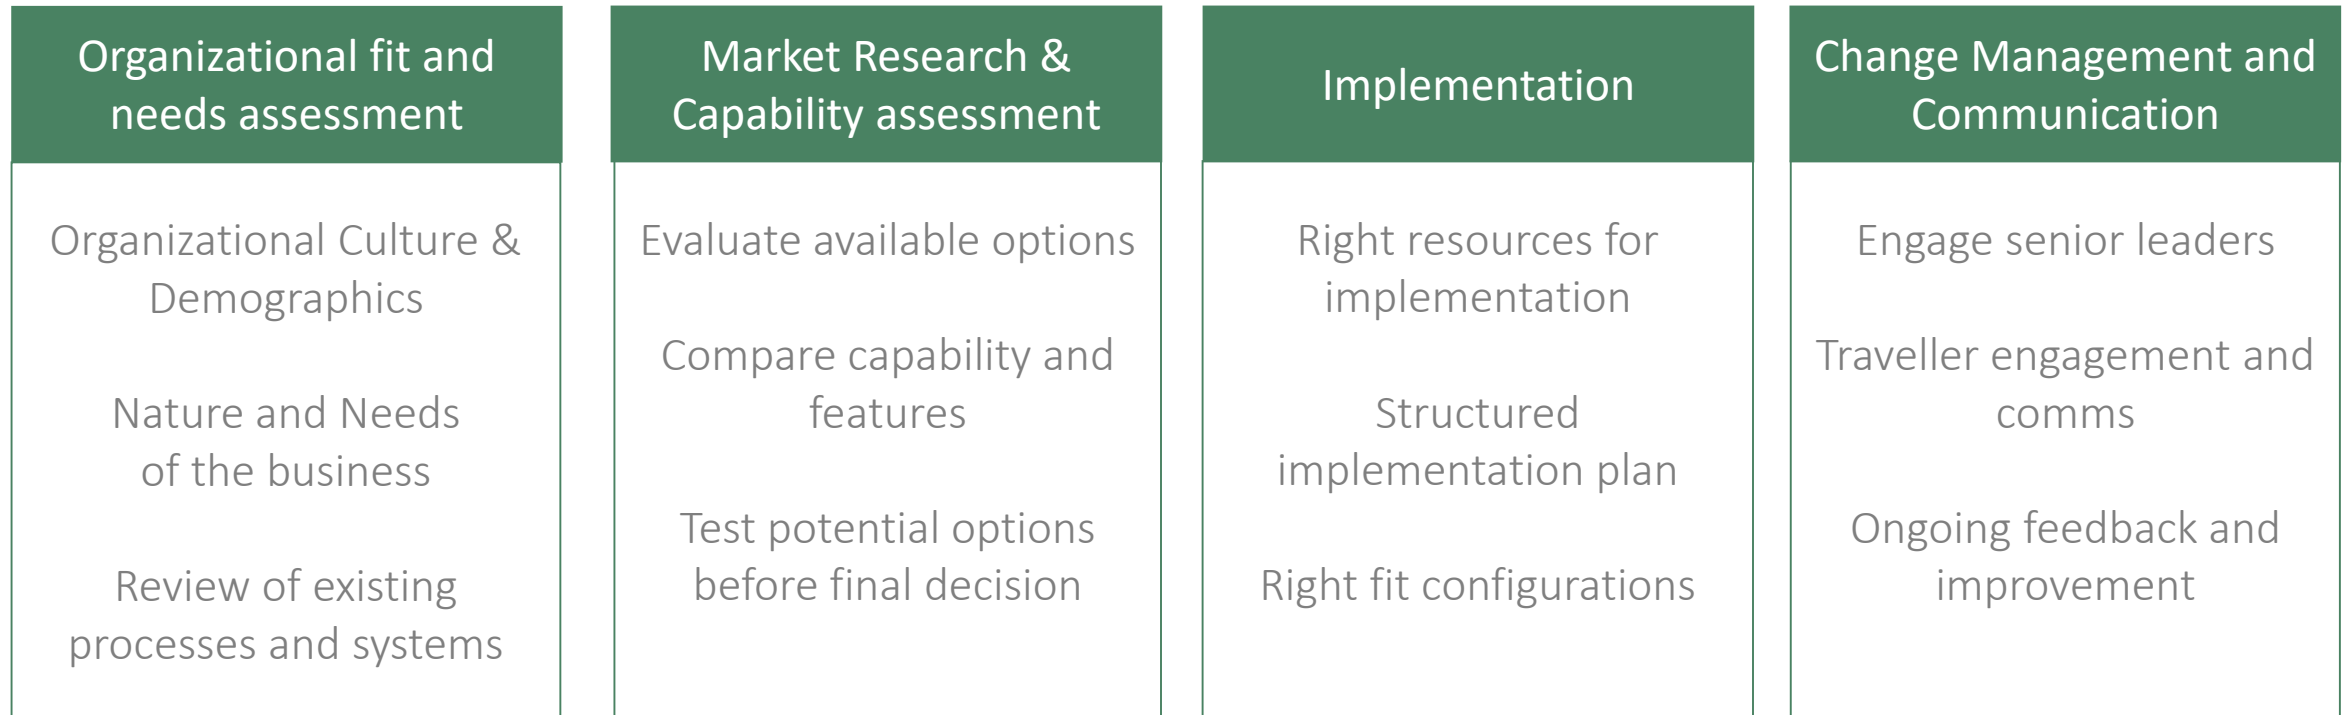 Organizational fit and
needs assessment
Organizational Culture &
Demographics
Nature and Needs
of the business
Review of existing
processes and systems
Market Research &
Capability assessment
Evaluate available options
Compare capability and
features
Test potential options
before final decision
Implementation
Right resources for
implementation
Structured
implementation plan
Right fit configurations
Change Management and
Communication
Engage senior leaders
Traveller engagement and
comms
Ongoing feedback and
improvement